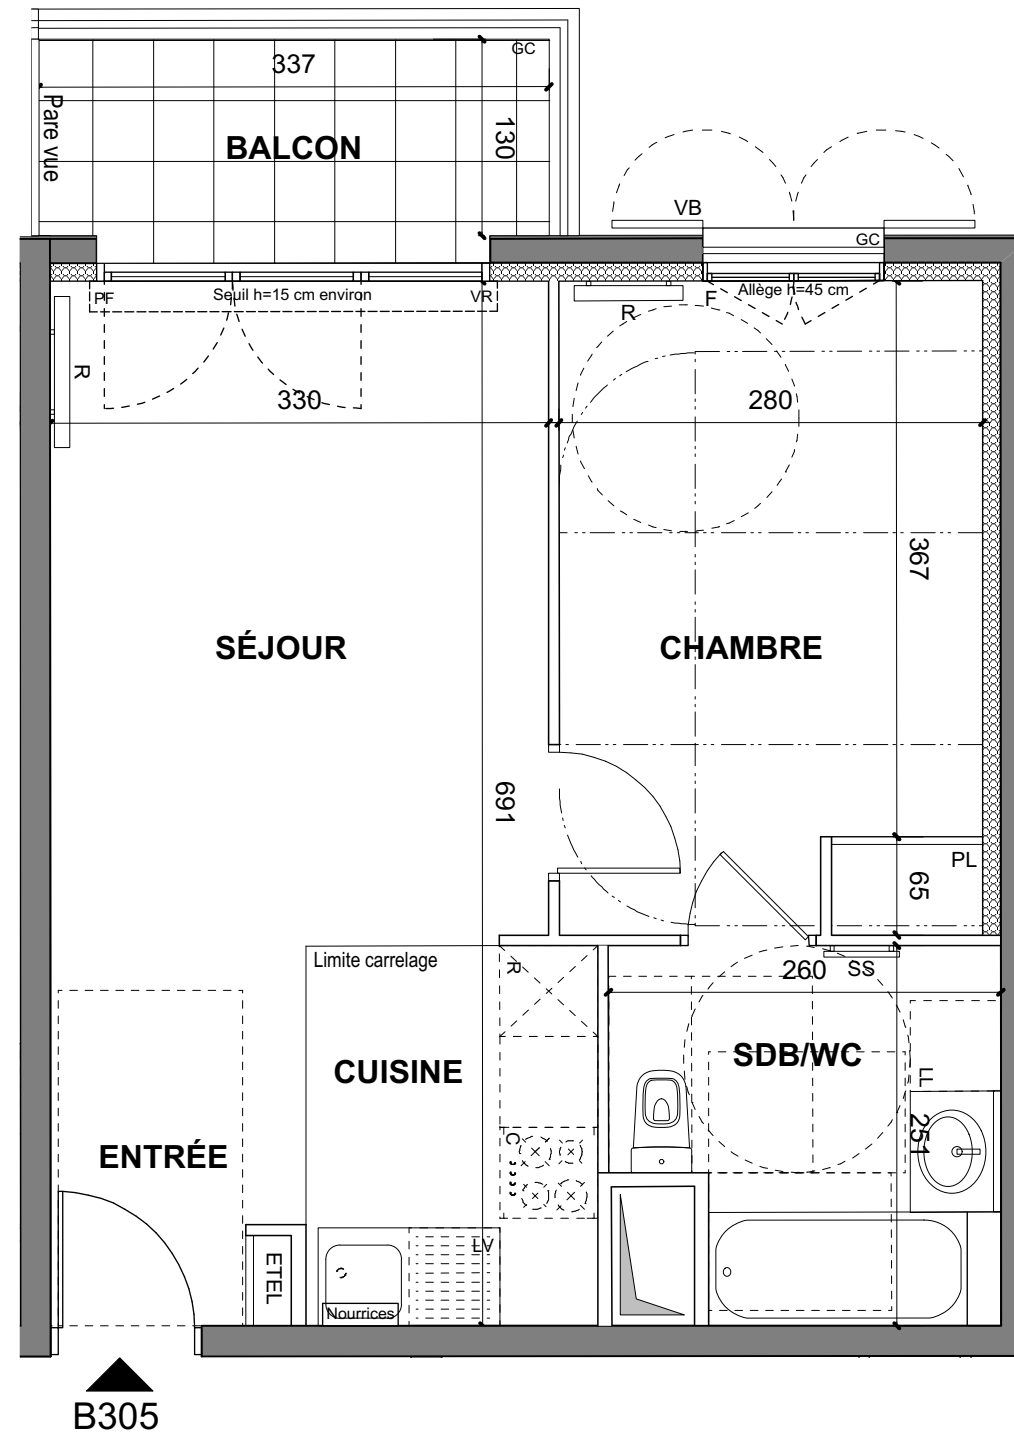 GC
337
Pare vue
130
BALCON
VB
GC
PF
Seuil h=15 cm environ
VR
R
F
Allège h=45 cm
R
330
280
367
SÉJOUR
CHAMBRE
691
PL
65
Limite carrelage
R
260
SS
CUISINE
SDB/WC
LL
C
251
ENTRÉE
ETEL
LV
Nourrices
B305